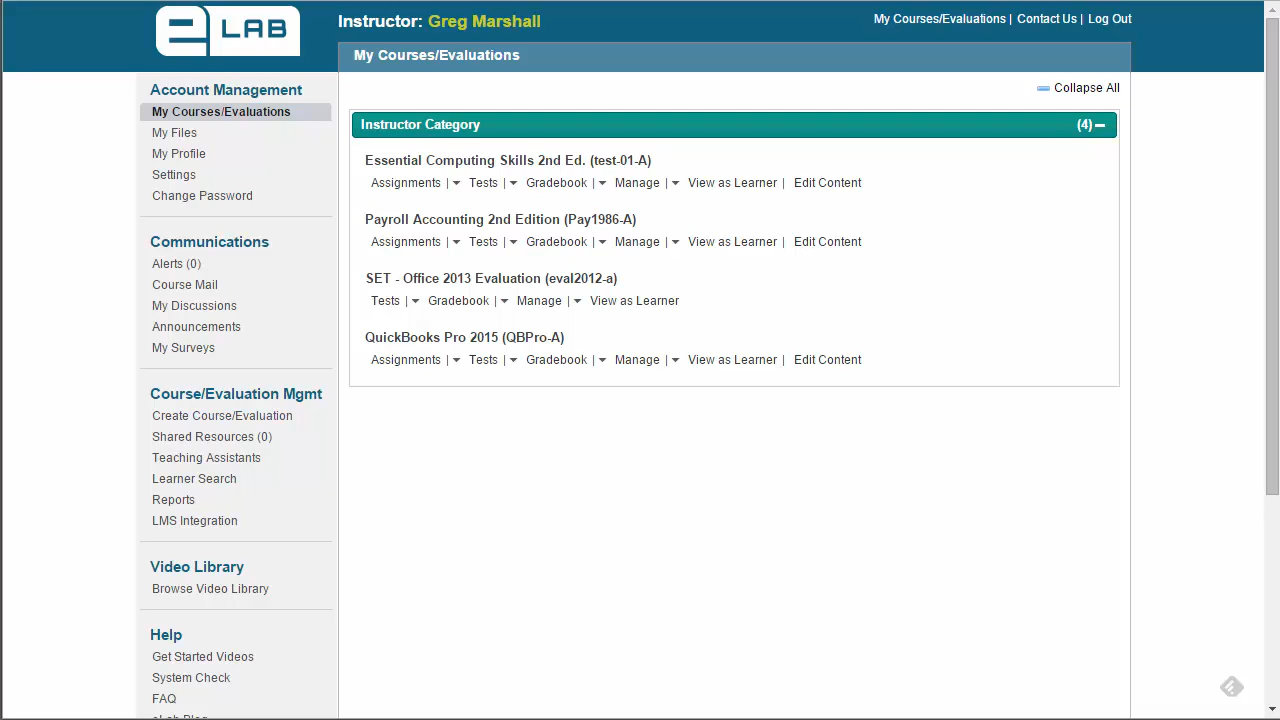 e LAB
Instructor: Greg Marshall
My Courses/Evaluations | Contact Us | Log Out
My Courses/Evaluations
Account Management
My Courses/Evaluations
My Files
My Profile
Settings
Change Password
Communications
Alerts (0)
Course Mail
My Discussions
Announcements
My Surveys
Course/Evaluation Mgmt
Create Course/Evaluation
Shared Resources (0)
Teaching Assistants
Learner Search
Reports
LMS Integration
Video Library
Browse Video Library
Help
Get Started Videos
System Check
FAQ
eLab Blog
Collapse All
Instructor Category (4)
Essential Computing Skills 2nd Ed. (test-01-A)
Assignments | Tests | Gradebook | Manage | View as Learner | Edit Content
Payroll Accounting 2nd Edition (Pay1986-A)
Assignments | Tests | Gradebook | Manage | View as Learner | Edit Content
SET - Office 2013 Evaluation (eval2012-a)
Tests | Gradebook | Manage | View as Learner
QuickBooks Pro 2015 (QBPro-A)
Assignments | Tests | Gradebook | Manage | View as Learner | Edit Content